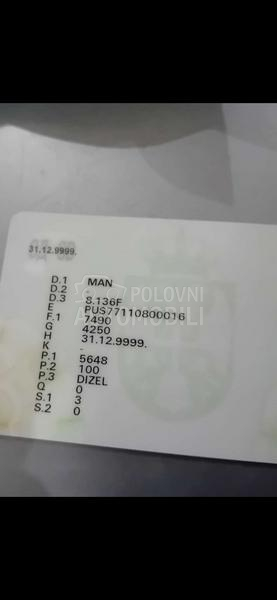 31.12.9999.
D.1 MAN
D.2
D.3 8.136F
E PUS77110800016
F.1 7490
G 4250
H 31.12.9999.
K -
P.1 5648
P.2 100
P.3 DIZEL
Q 0
S.1 3
S.2 0
POLOVNI
AUTOMOBILI